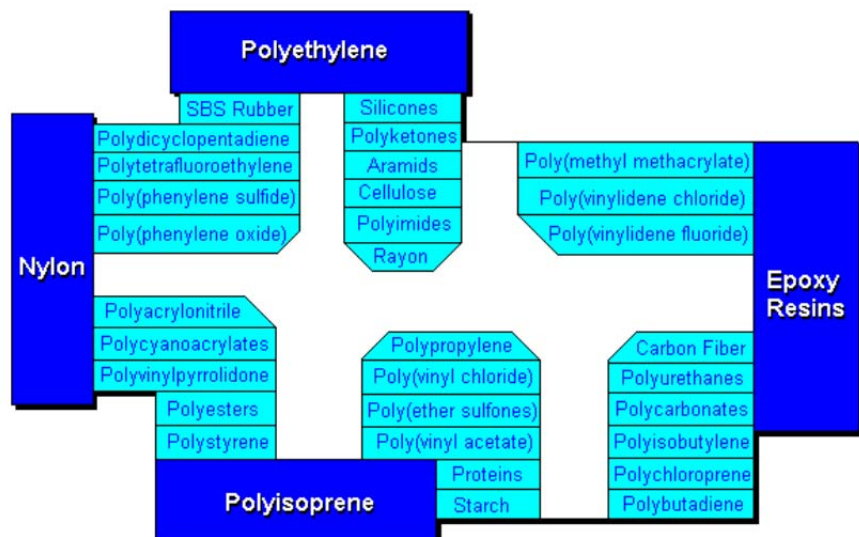 Polyethylene
SBS Rubber
Polydicyclopentadiene
Polytetrafluoroethylene
Poly(phenylene sulfide)
Poly(phenylene oxide)
Silicones
Polyketones
Aramids
Cellulose
Polyimides
Rayon
Poly(methyl methacrylate)
Poly(vinylidene chloride)
Poly(vinylidene fluoride)
Nylon
Epoxy
Resins
Polyacrylonitrile
Polycyanoacrylates
Polyvinylpyrrolidone
Polyesters
Polystyrene
Polypropylene
Poly(vinyl chloride)
Poly(ether sulfones)
Poly(vinyl acetate)
Proteins
Starch
Carbon Fiber
Polyurethanes
Polycarbonates
Polyisobutylene
Polychloroprene
Polybutadiene
Polyisoprene